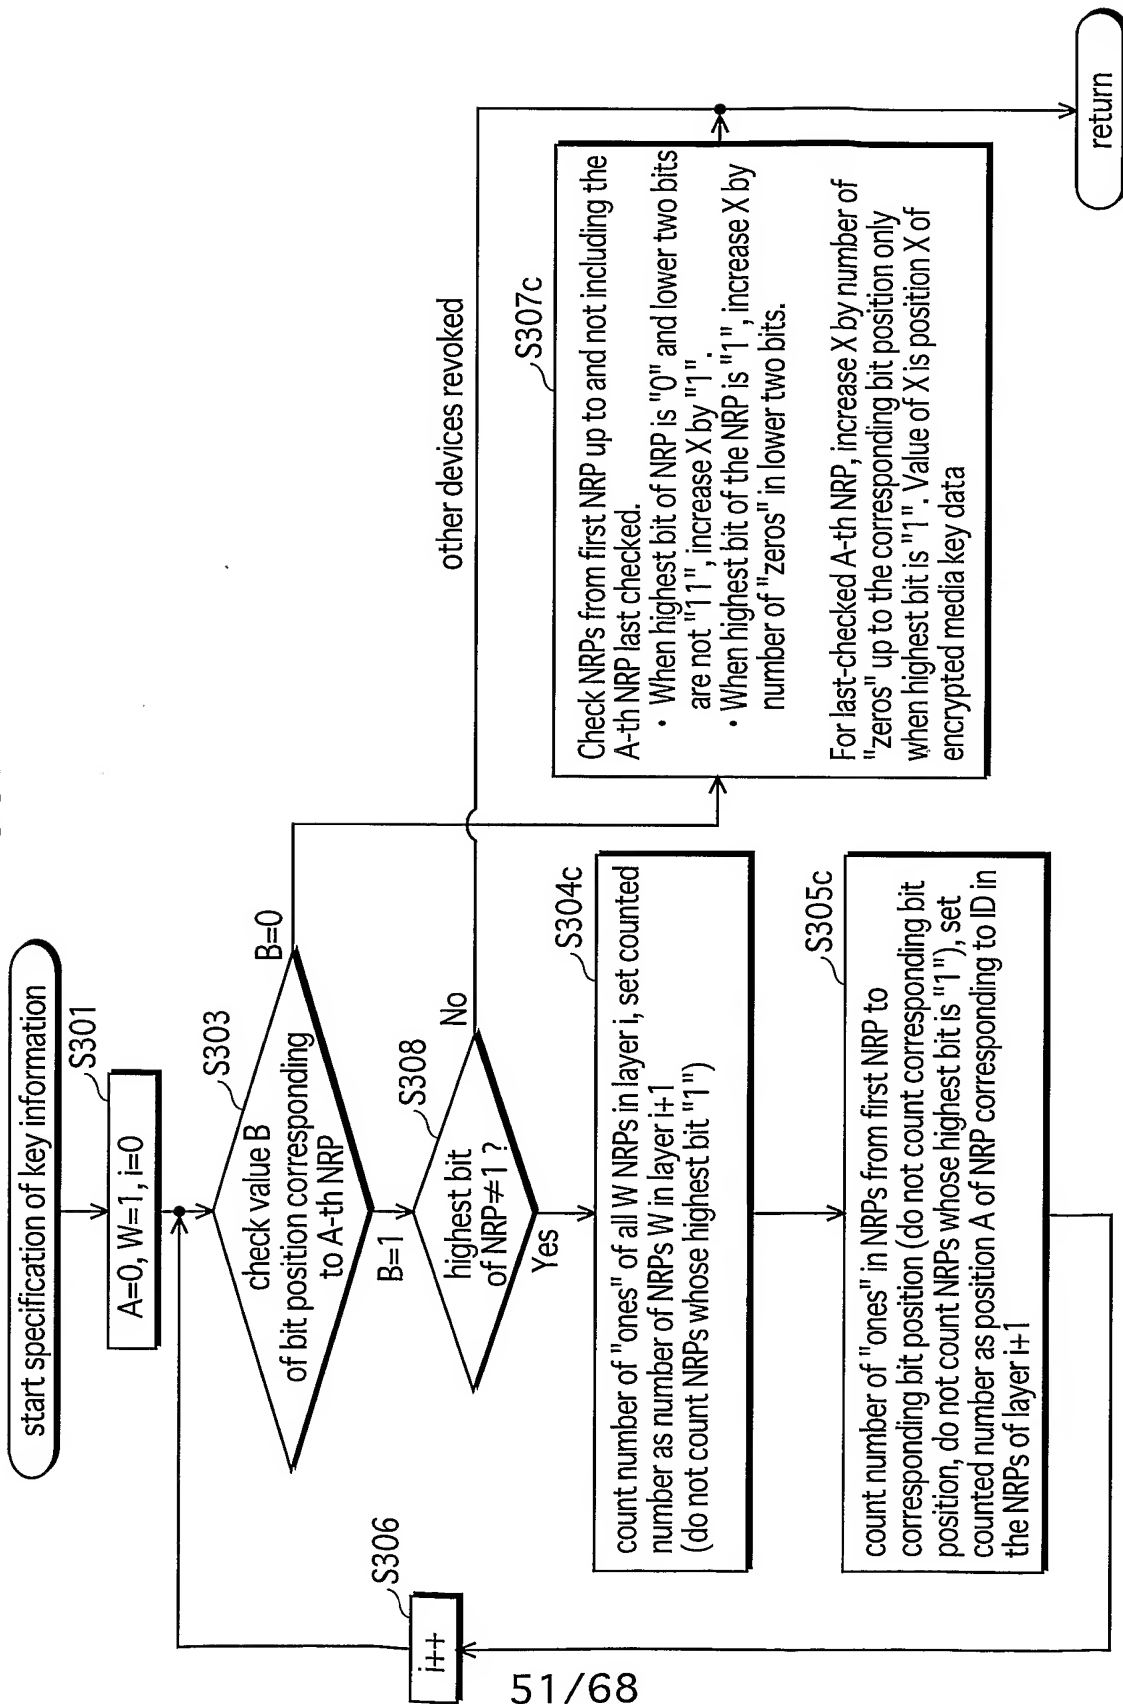 start specification of key information
S301
A=0, W=1, i=0
S303
check value B
of bit position corresponding
to A-th NRP
B=0
B=1
S308
highest bit
of NRP≠1 ?
No
Yes
other devices revoked
S304c
count number of "ones" of all W NRPs in layer i, set counted
number as number of NRPs W in layer i+1
(do not count NRPs whose highest bit "1")
S305c
count number of "ones" in NRPs from first NRP to
corresponding bit position (do not count corresponding bit
position, do not count NRPs whose highest bit is "1"), set
counted number as position A of NRP corresponding to ID in
the NRPs of layer i+1
S306
i++
S307c
Check NRPs from first NRP up to and not including the
A-th NRP last checked.
· When highest bit of NRP is "0" and lower two bits
are not "11", increase X by "1".
· When highest bit of the NRP is "1", increase X by
number of "zeros" in lower two bits.
For last-checked A-th NRP, increase X by number of
"zeros" up to the corresponding bit position only
when highest bit is "1". Value of X is position X of
encrypted media key data
return
51/68